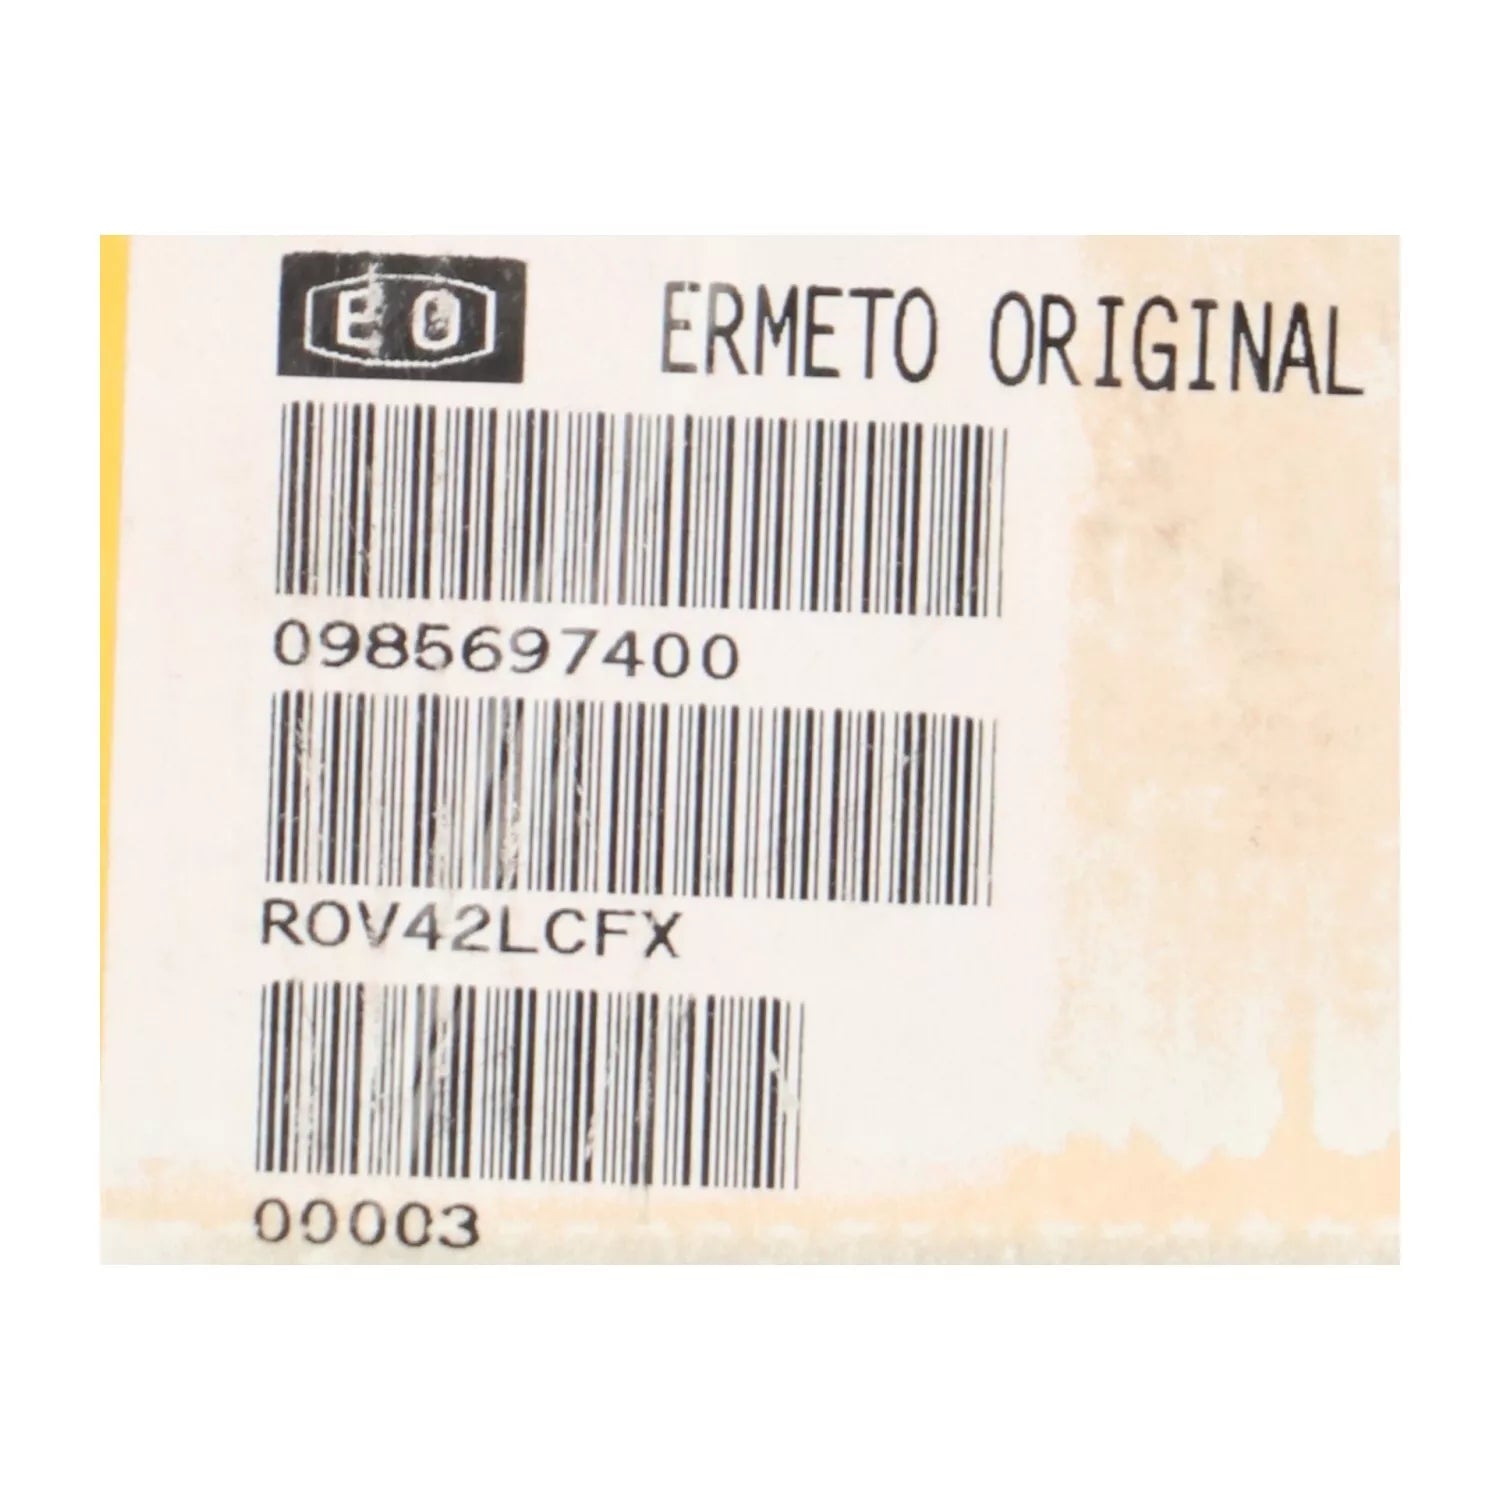 EO ERMETO ORIGINAL
0985697400
ROV42LCFX
00003